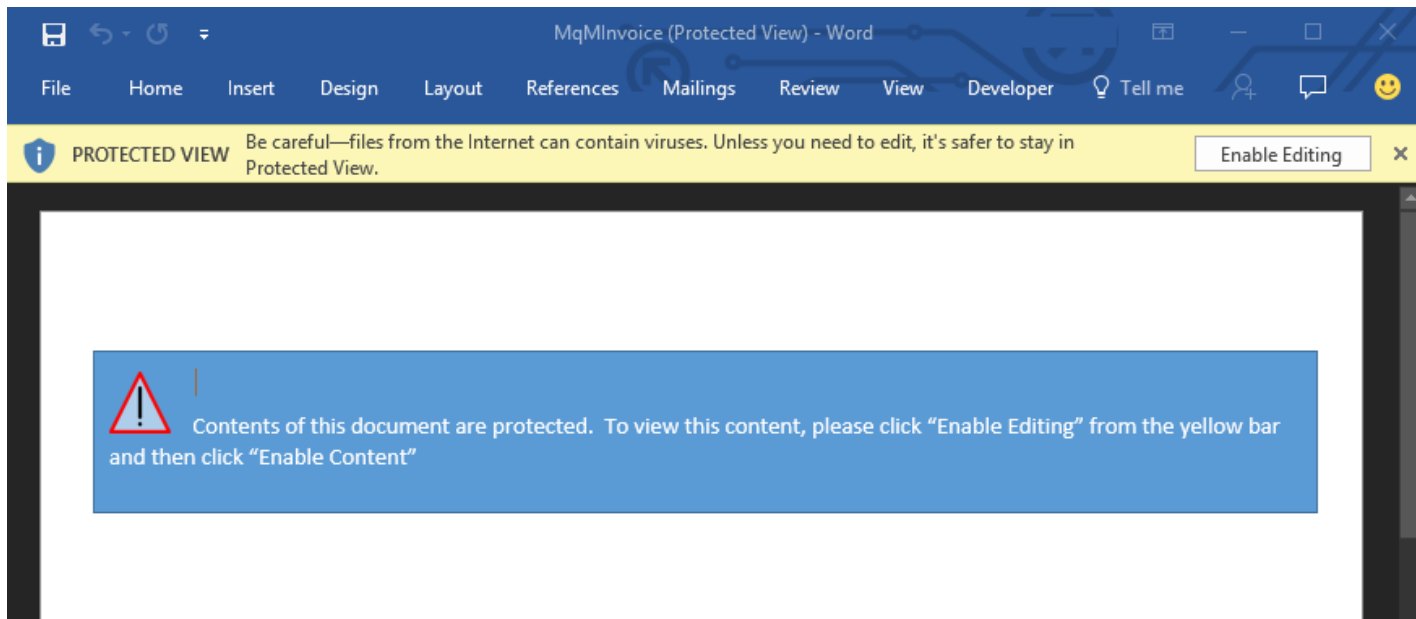 MqMInvoice (Protected View) - Word
File Home Insert Design Layout References Mailings Review View Developer Tell me
PROTECTED VIEW Be careful—files from the Internet can contain viruses. Unless you need to edit, it's safer to stay in
Protected View.
Enable Editing
Contents of this document are protected.  To view this content, please click “Enable Editing” from the yellow bar
and then click “Enable Content”